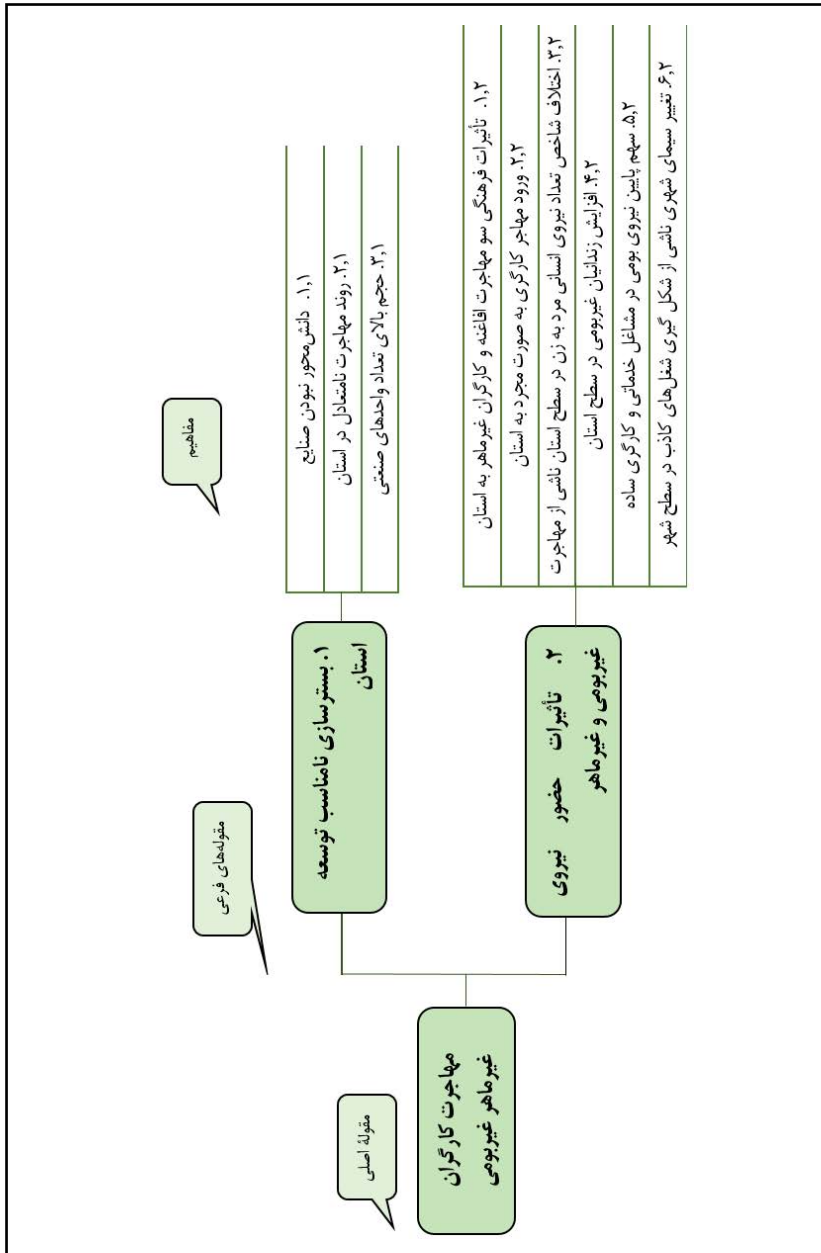 مقولهٔ اصلی
مهاجرت کارگران
غیرماهر غیربومی
مقوله‌های فرعی
۱. بسترسازی نامناسب توسعه
استان
۲. تأثیرات حضور نیروی
غیربومی و غیرماهر
مفاهیم
۱,۱. دانش‌محور نبودن صنایع
۲,۱. روند مهاجرت نامتعادل در استان
۳,۱. حجم بالای تعداد واحدهای صنعتی
۱,۲. تأثیرات فرهنگی سو مهاجرت افاغنه و کارگران غیرماهر به استان
۲,۲. ورود مهاجر کارگری به صورت مجرد به استان
۳,۲. اختلاف شاخص تعداد نیروی انسانی مرد به زن در سطح استان ناشی از مهاجرت
۴,۲. افزایش زندانیان غیربومی در سطح استان
۵,۲. سهم پایین نیروی بومی در مشاغل خدماتی و کارگری ساده
۶,۲. تغییر سیمای شهری ناشی از شکل گیری شغل‌های کاذب در سطح شهر